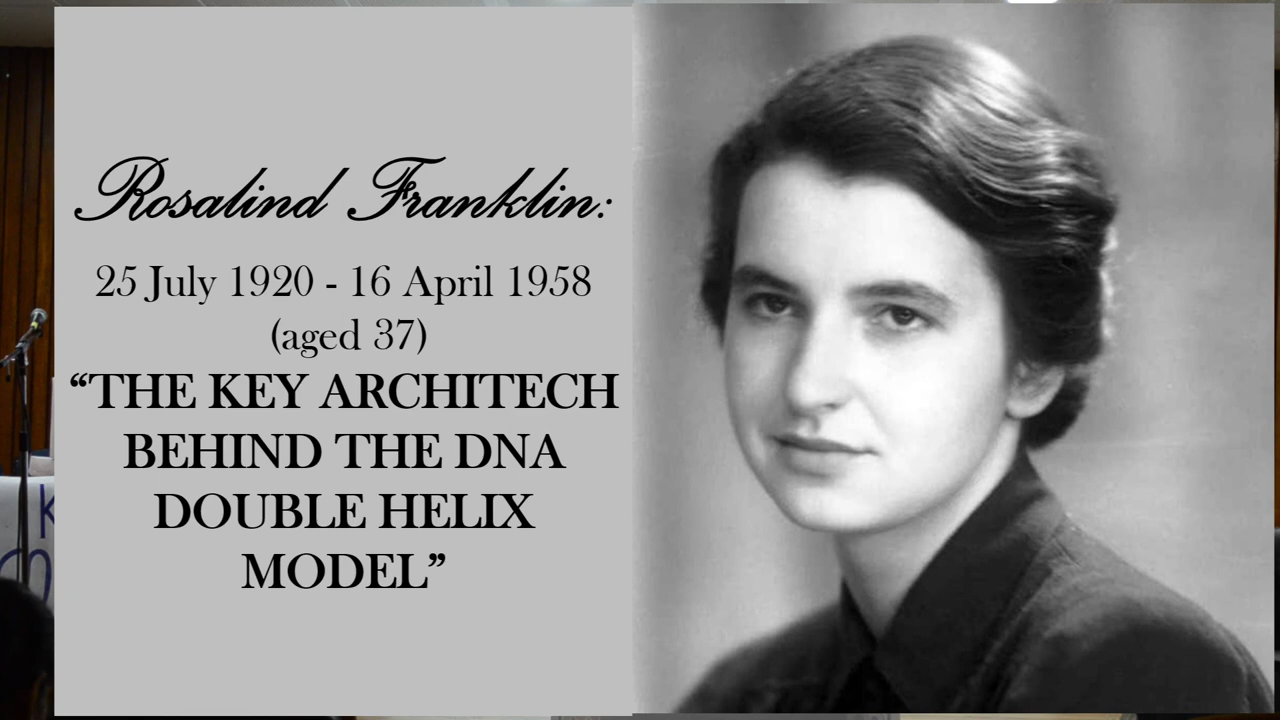 Rosalind Franklin:
25 July 1920 - 16 April 1958
(aged 37)
“THE KEY ARCHITECH
BEHIND THE DNA
DOUBLE HELIX
MODEL”
K